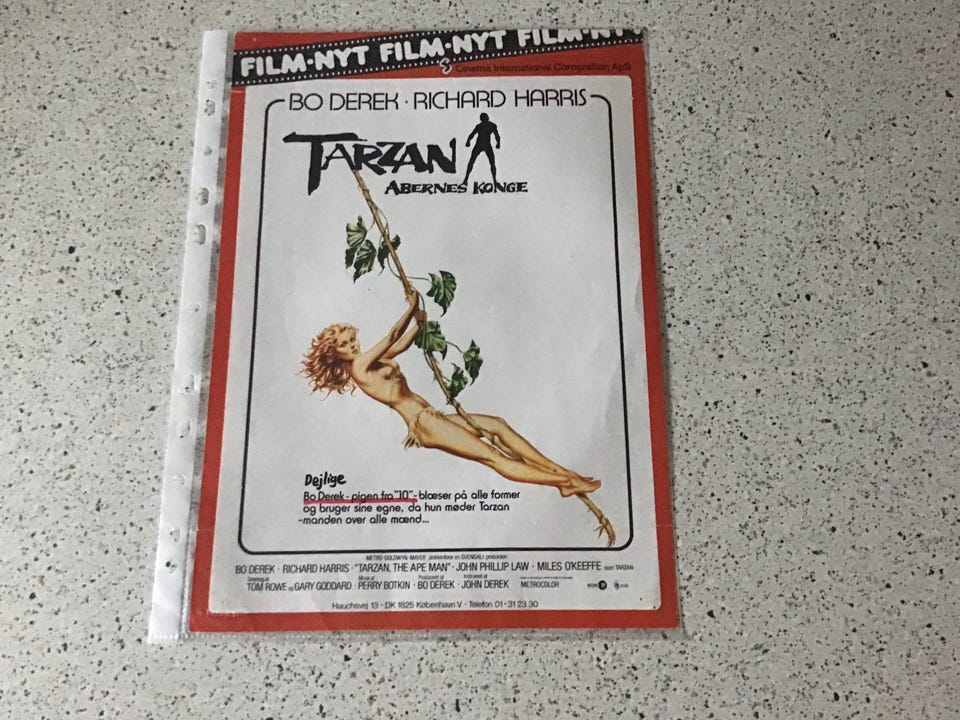 FILM·NYT FILM·NYT FILM·NYT
Cinema International Corporation ApS
BO DEREK · RICHARD HARRIS
TARZAN
ABERNES KONGE
Dejlige
Bo Derek - pigen fra "10" - blæser på alle former
og bruger sine egne, da hun møder Tarzan
-manden over alle mænd...
METRO-GOLDWYN-MAYER præsenterer en SVENGALI produktion
BO DEREK · RICHARD HARRIS · "TARZAN, THE APE MAN" · JOHN PHILLIP LAW · MILES O'KEEFFE som TARZAN
TOM ROWE og GARY GODDARD · PERRY BOTKIN · BO DEREK · JOHN DEREK METROCOLOR
Hauchsvej 13 - DK 1825 København V - Telefon 01-31 23 30